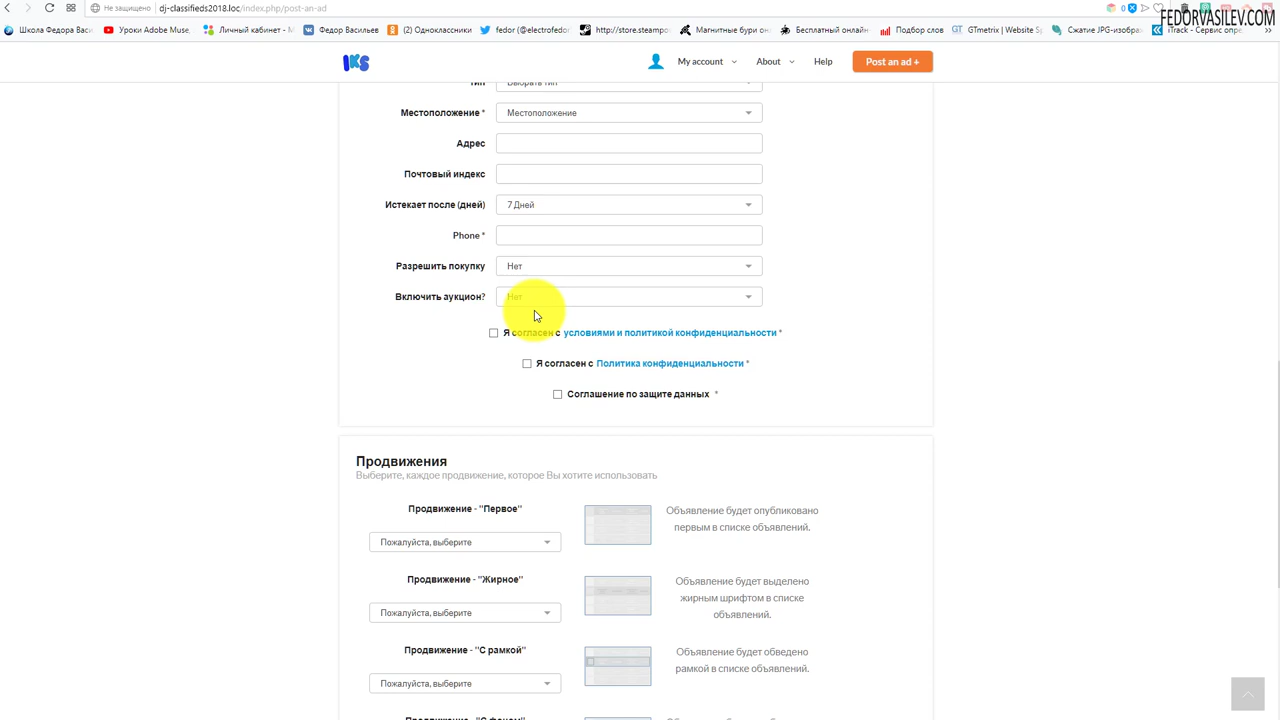 Не защищено
dj-classifieds2018.loc/index.php/post-an-ad
0
FEDORVASILEV.COM
Школа Федора Васи.
Уроки Adobe Muse,
Личный кабинет - М
Федор Васильев
(2) Одноклассники
fedor (@electrofedo
http://store.steampo
Магнитные бури он
Бесплатный онлайн
Подбор слов
GTmetrix | Website S
Сжатие JPG-изобра
iTrack - Сервис опре
IKS
My account
About
Help
Post an ad +
Тип
Выбрать тип
Местоположение *
Местоположение
Адрес
Почтовый индекс
Истекает после (дней)
7 Дней
Phone *
Разрешить покупку
Нет
Включить аукцион?
Нет
Я согласен с условиями и политикой конфиденциальности *
Я согласен с Политика конфиденциальности *
Соглашение по защите данных *
Продвижения
Выберите, каждое продвижение, которое Вы хотите использовать
Продвижение - "Первое"
Пожалуйста, выберите
Объявление будет опубликовано
первым в списке объявлений.
Продвижение - "Жирное"
Пожалуйста, выберите
Объявление будет выделено
жирным шрифтом в списке
объявлений.
Продвижение - "С рамкой"
Пожалуйста, выберите
Объявление будет обведено
рамкой в списке объявлений.